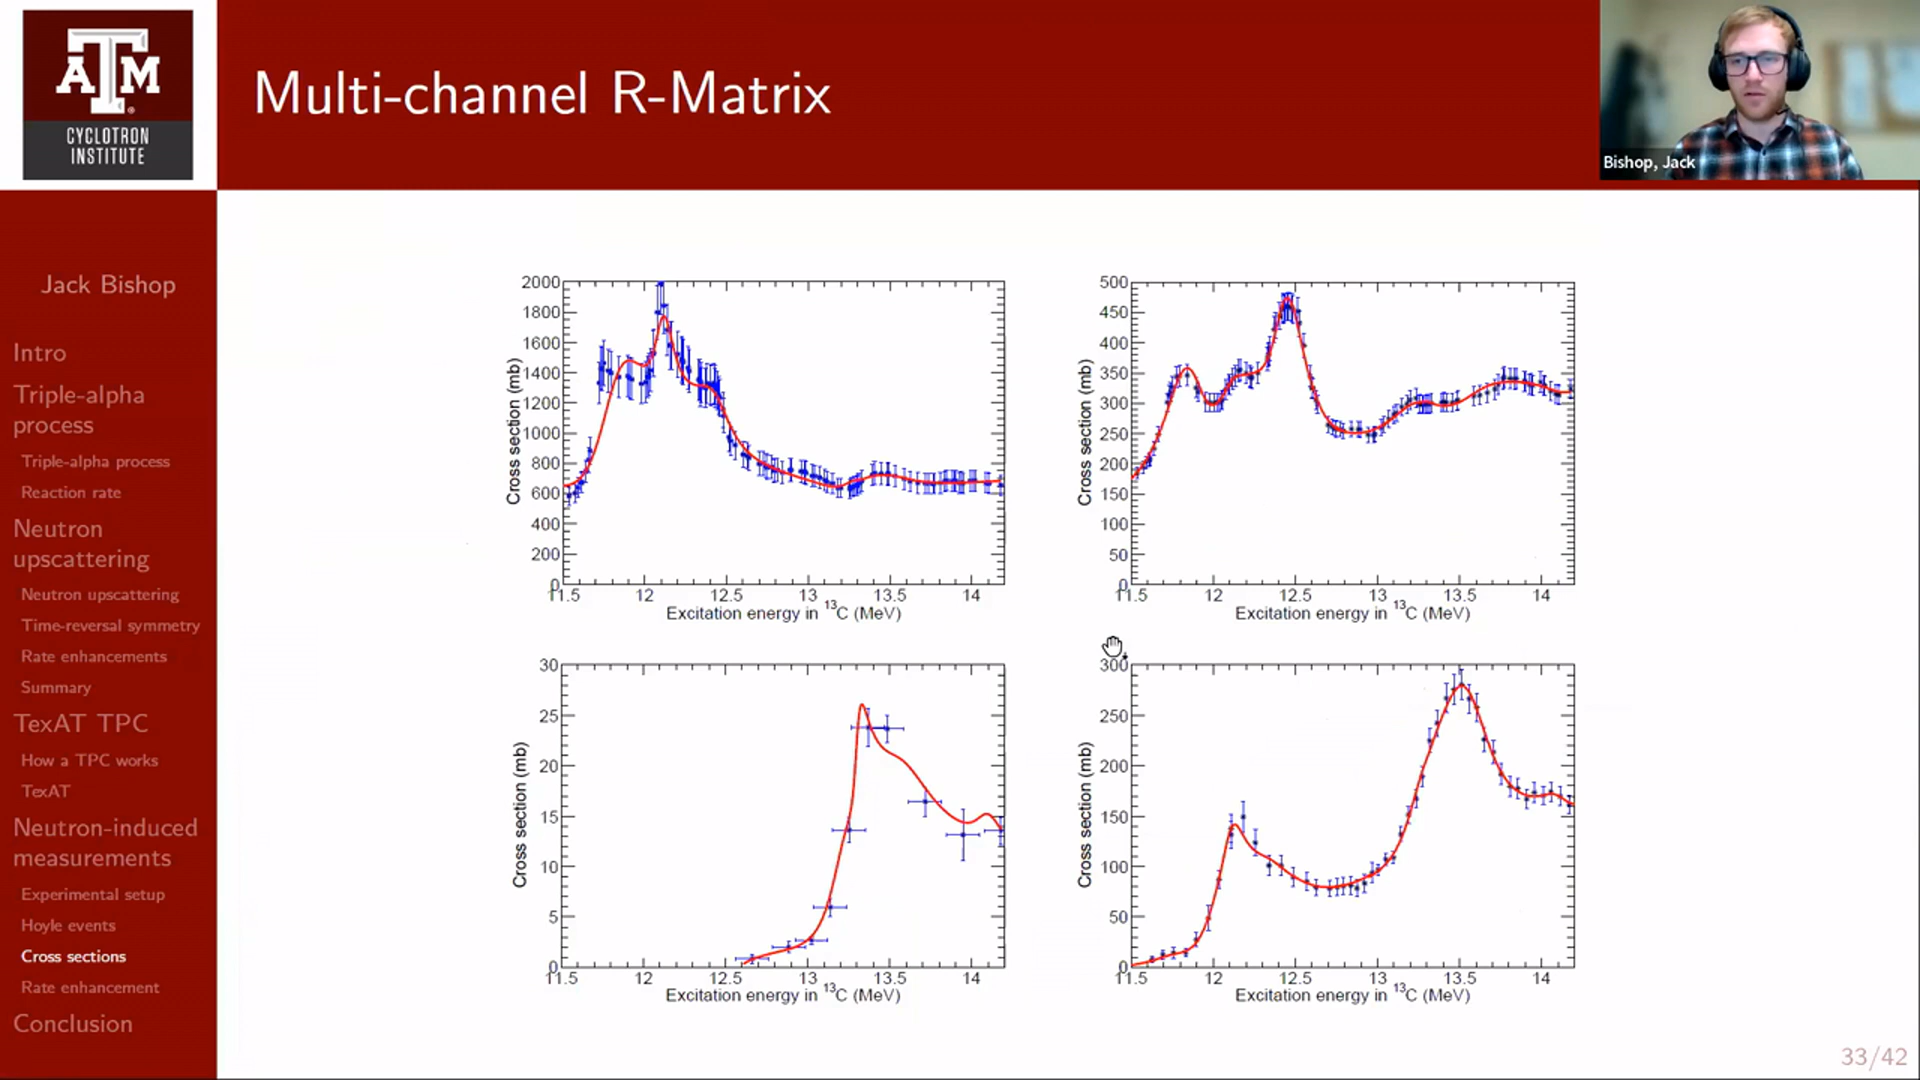 ATM
CYCLOTRON
INSTITUTE
Multi-channel R-Matrix
Bishop, Jack
Jack Bishop
Intro
Triple-alpha
process
Triple-alpha process
Reaction rate
Neutron
upscattering
Neutron upscattering
Time-reversal symmetry
Rate enhancements
Summary
TexAT TPC
How a TPC works
TexAT
Neutron-induced
measurements
Experimental setup
Hoyle events
Cross sections
Rate enhancement
Conclusion
Cross section (mb)
2000
1800
1600
1400
1200
1000
800
600
400
200
0
11.5 12 12.5 13 13.5 14
Excitation energy in ¹³C (MeV)
Cross section (mb)
500
450
400
350
300
250
200
150
100
50
0
11.5 12 12.5 13 13.5 14
Excitation energy in ¹³C (MeV)
Cross section (mb)
30
25
20
15
10
5
0
11.5 12 12.5 13 13.5 14
Excitation energy in ¹³C (MeV)
Cross section (mb)
300
250
200
150
100
50
0
11.5 12 12.5 13 13.5 14
Excitation energy in ¹³C (MeV)
33/42